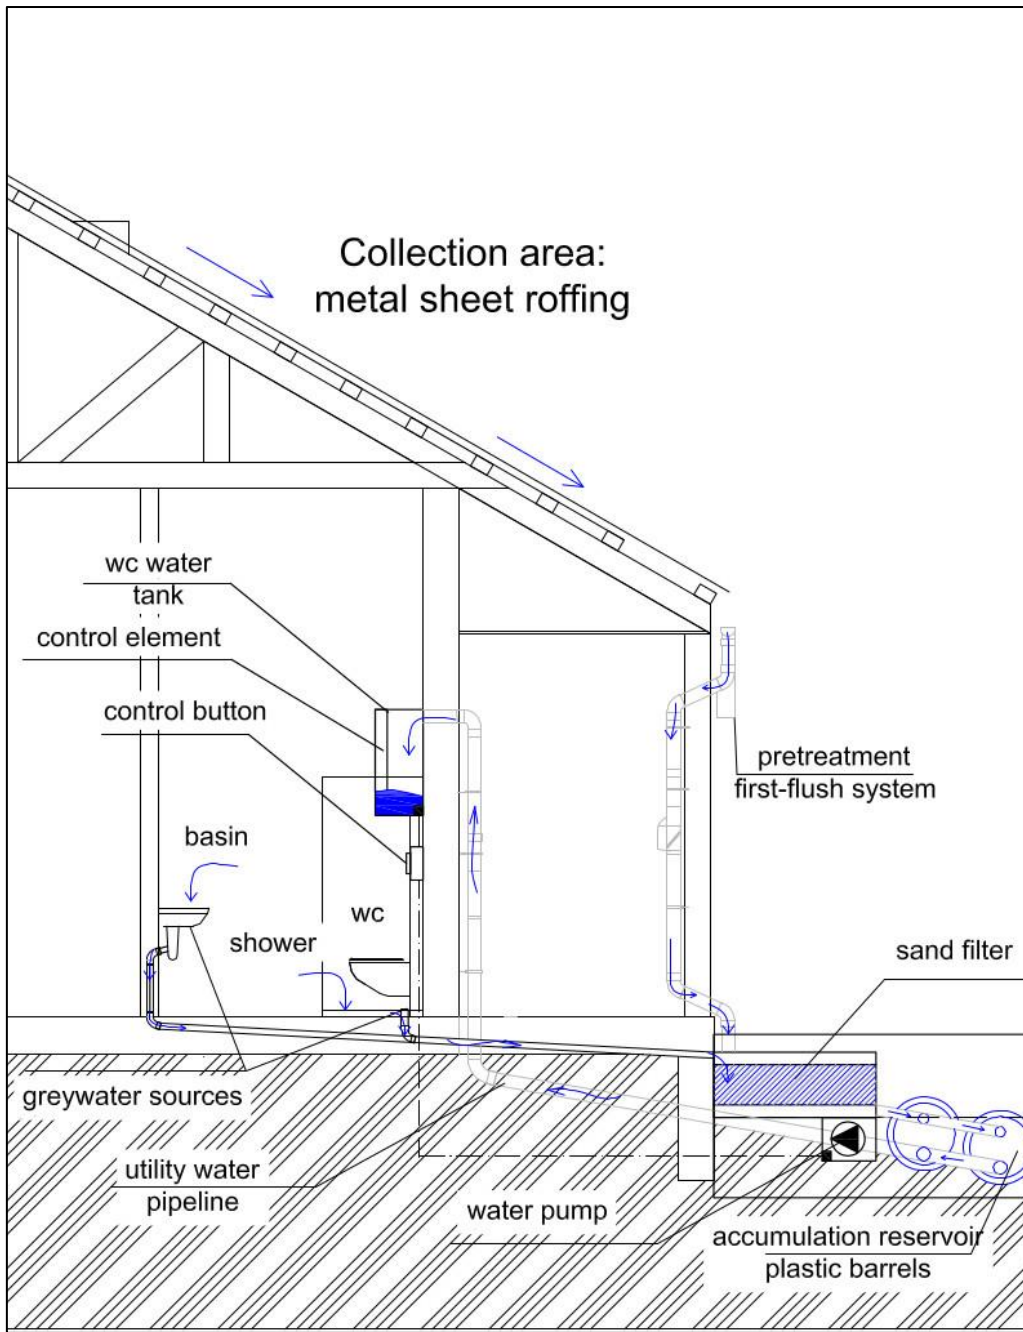 Collection area:
metal sheet roffing
wc water
tank
control element
control button
pretreatment
first-flush system
basin
wc
shower
sand filter
greywater sources
utility water
pipeline
water pump
accumulation reservoir
plastic barrels